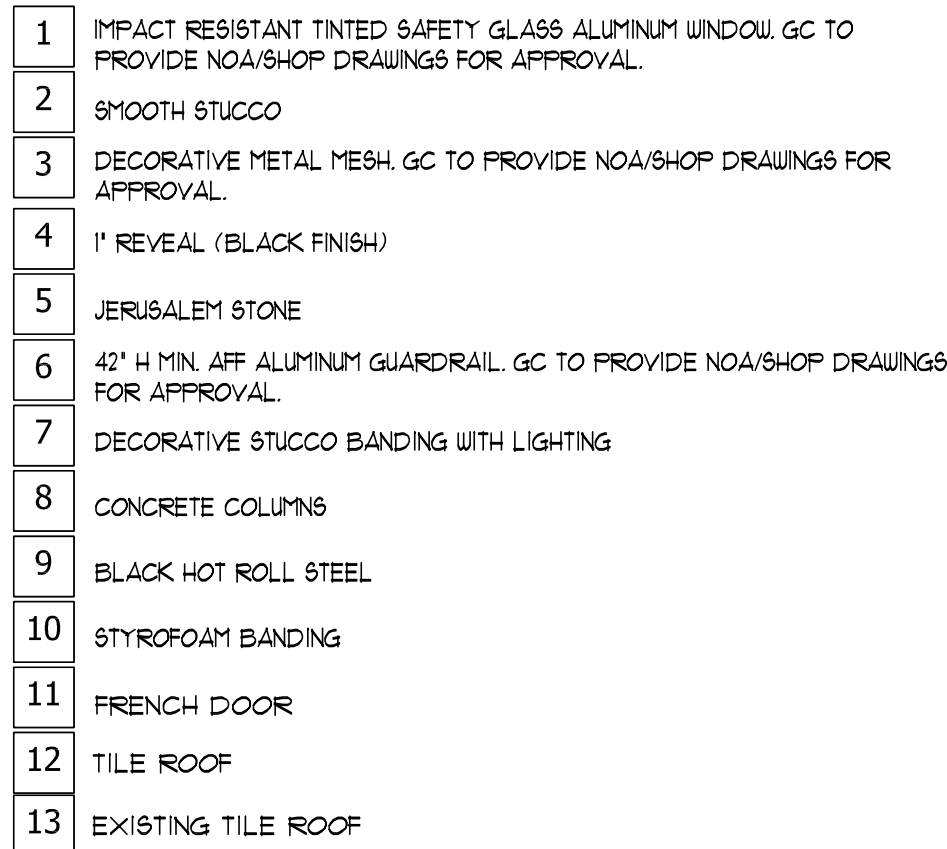 1 IMPACT RESISTANT TINTED SAFETY GLASS ALUMINUM WINDOW. GC TO
PROVIDE NOA/SHOP DRAWINGS FOR APPROVAL.
2 SMOOTH STUCCO
3 DECORATIVE METAL MESH. GC TO PROVIDE NOA/SHOP DRAWINGS FOR
APPROVAL.
4 1" REVEAL (BLACK FINISH)
5 JERUSALEM STONE
6 42" H MIN. AFF ALUMINUM GUARDRAIL. GC TO PROVIDE NOA/SHOP DRAWINGS
FOR APPROVAL.
7 DECORATIVE STUCCO BANDING WITH LIGHTING
8 CONCRETE COLUMNS
9 BLACK HOT ROLL STEEL
10 STYROFOAM BANDING
11 FRENCH DOOR
12 TILE ROOF
13 EXISTING TILE ROOF